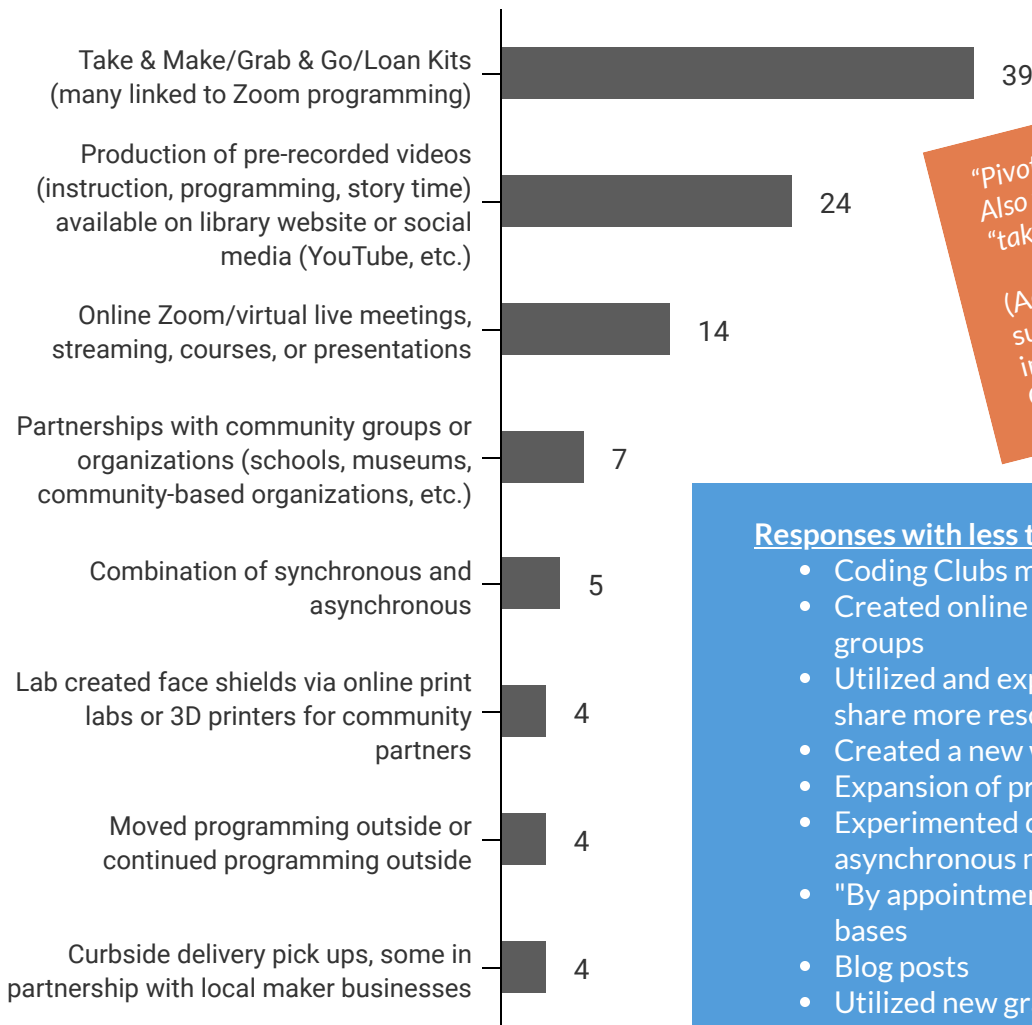 Take & Make/Grab & Go/Loan Kits
(many linked to Zoom programming)
39
Production of pre-recorded videos
(instruction, programming, story time)
available on library website or social
media (YouTube, etc.)
24
Online Zoom/virtual live meetings,
streaming, courses, or presentations
14
Partnerships with community groups or
organizations (schools, museums,
community-based organizations, etc.)
7
Combination of synchronous and
asynchronous
5
Lab created face shields via online print
labs or 3D printers for community
partners
4
Moved programming outside or
continued programming outside
4
Curbside delivery pick ups, some in
partnership with local maker businesses
4
Also
Responses with less
Coding Clubs
Created online
groups
Utilized and
share more
Created a new
Expansion of
Experimented
asynchronous
"By
bases
Blog posts
Utilized new